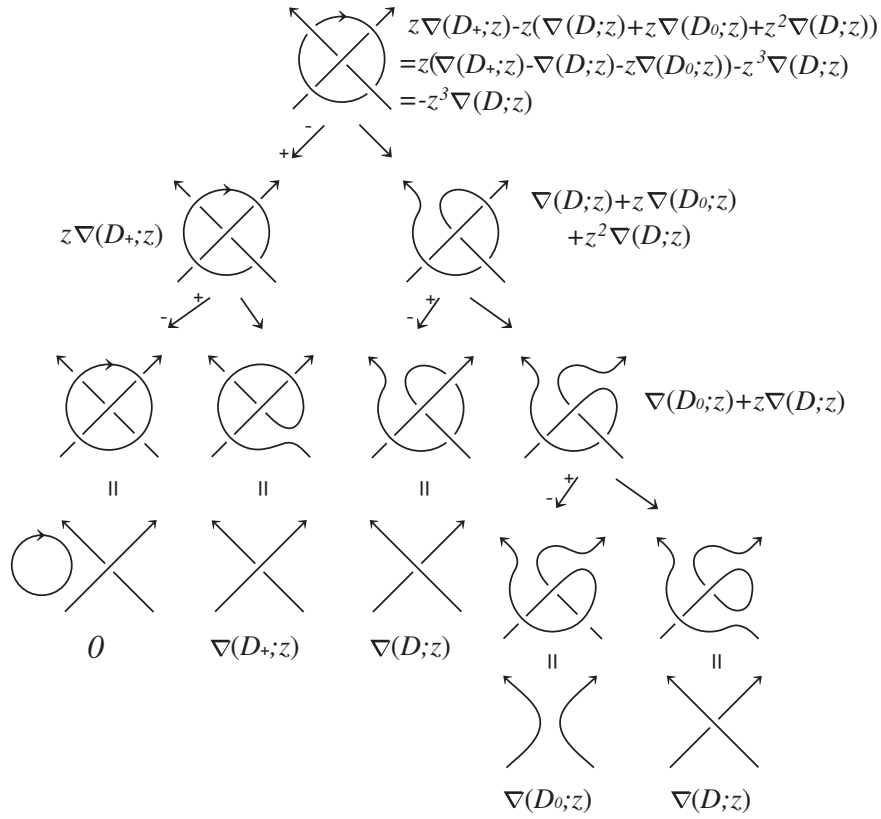 z∇(D₊;z)-z(∇(D;z)+z∇(D₀;z)+z²∇(D;z))
=z(∇(D₊;z)-∇(D;z)-z∇(D₀;z))-z³∇(D;z)
=-z³∇(D;z)
-
+
z∇(D₊;z)
∇(D;z)+z∇(D₀;z)
+z²∇(D;z)
+
-
+
-
∇(D₀;z)+z∇(D;z)
=
=
=
+
-
0
∇(D₊;z)
∇(D;z)
=
=
∇(D₀;z)
∇(D;z)